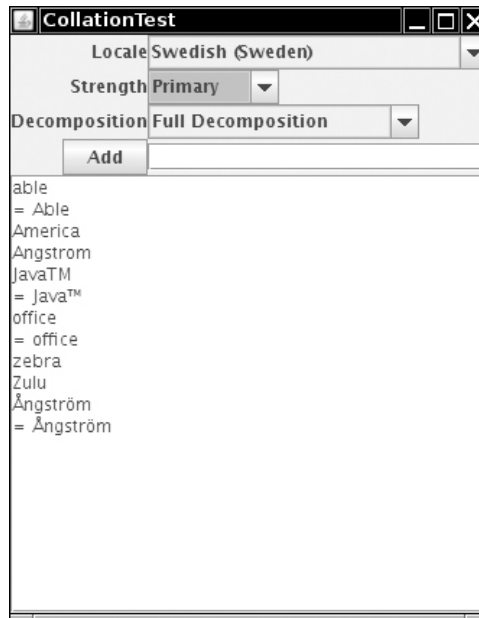 CollationTest
Locale Swedish (Sweden)
Strength Primary
Decomposition Full Decomposition
Add
able
= Able
America
Angstrom
JavaTM
= Java™
office
= office
zebra
Zulu
Ångström
= Ångström